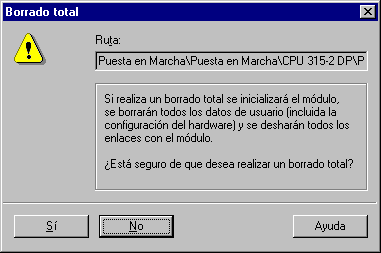 Borrado total
Ruta:
Puesta en Marcha\Puesta en Marcha\CPU 315-2 DP\P
Si realiza un borrado total se inicializará el módulo,
se borrarán todos los datos de usuario (incluida la
configuración del hardware) y se desharán todos los
enlaces con el módulo.
¿Está seguro de que desea realizar un borrado total?
Sí
No
Ayuda